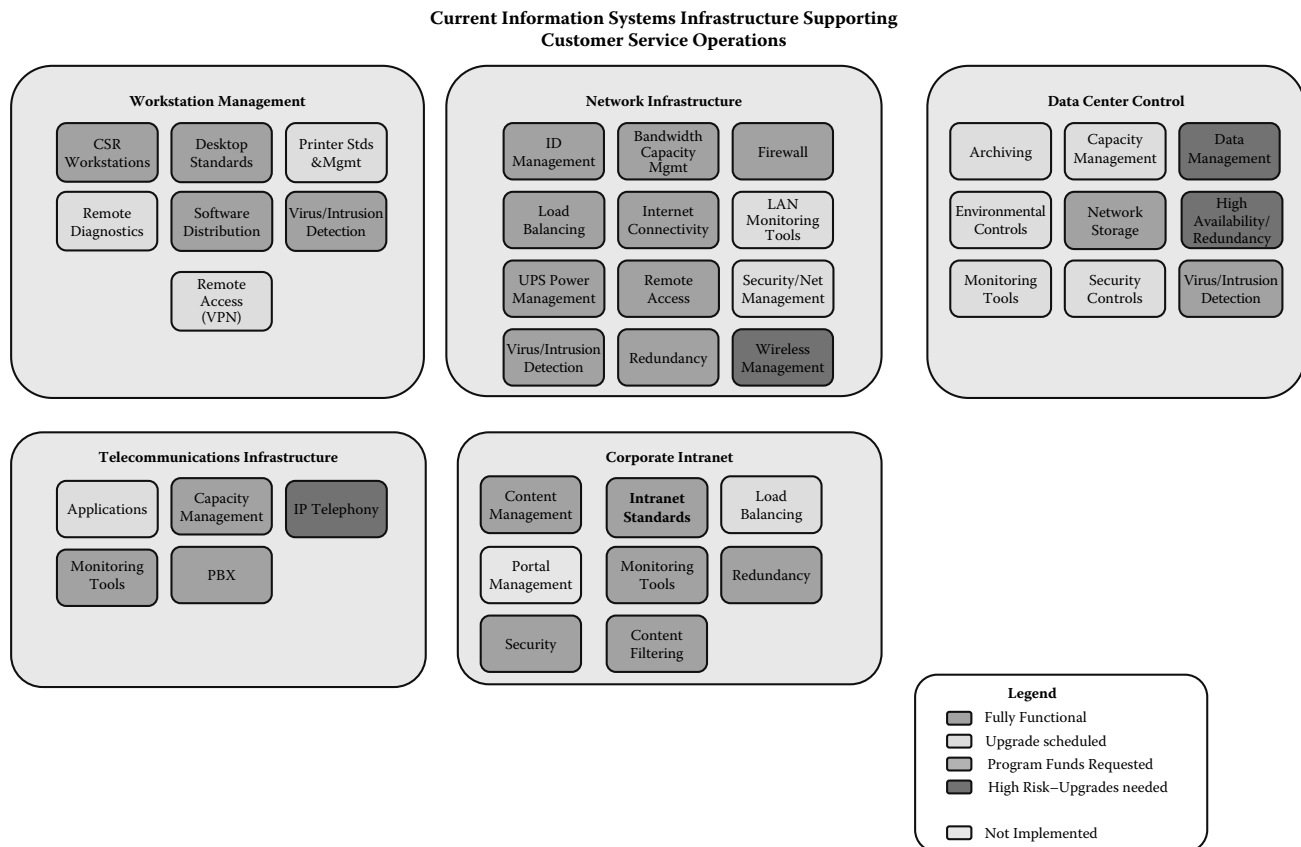 Current Information Systems Infrastructure Supporting
Customer Service Operations
Workstation Management
CSR
Workstations
Desktop
Standards
Printer Stds
&Mgmt
Remote
Diagnostics
Software
Distribution
Virus/Intrusion
Detection
Remote
Access
(VPN)
Network Infrastructure
ID
Management
Bandwidth
Capacity
Mgmt
Firewall
Load
Balancing
Internet
Connectivity
LAN
Monitoring
Tools
UPS Power
Management
Remote
Access
Security/Net
Management
Virus/Intrusion
Detection
Redundancy
Wireless
Management
Data Center Control
Archiving
Capacity
Management
Data
Management
Environmental
Controls
Network
Storage
High
Availability/
Redundancy
Monitoring
Tools
Security
Controls
Virus/Intrusion
Detection
Telecommunications Infrastructure
Applications
Capacity
Management
IP Telephony
Monitoring
Tools
PBX
Corporate Intranet
Content
Management
Intranet
Standards
Load
Balancing
Portal
Management
Monitoring
Tools
Redundancy
Security
Content
Filtering
Legend
Fully Functional
Upgrade scheduled
Program Funds Requested
High Risk–Upgrades needed
Not Implemented